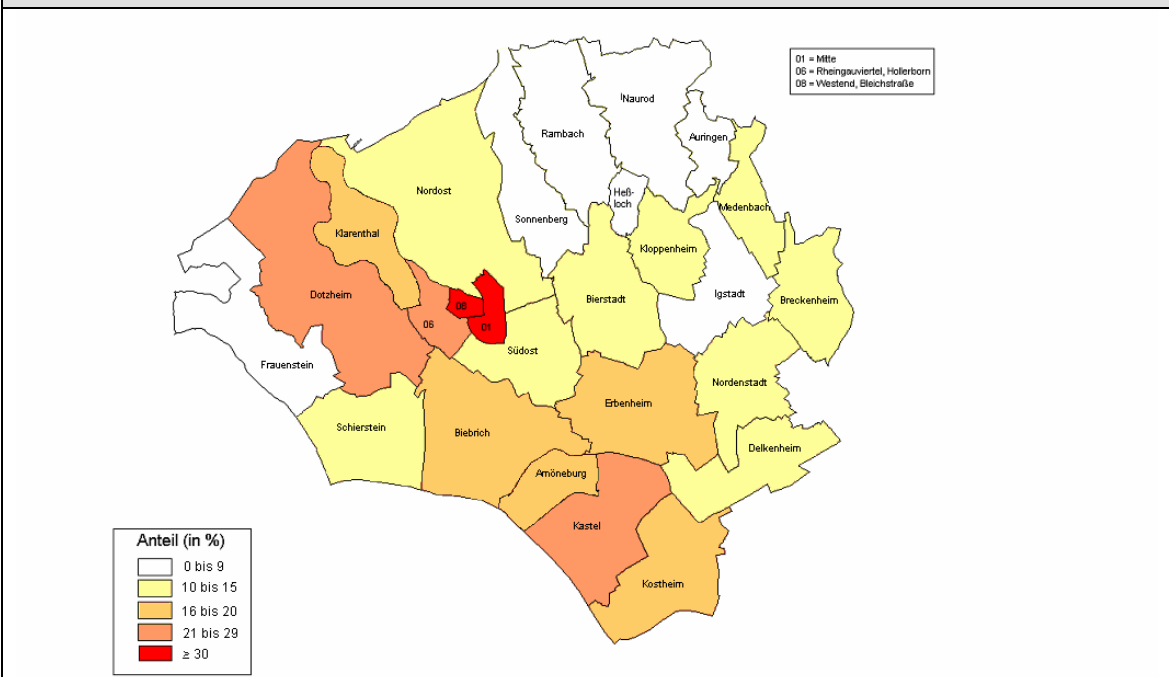 01 = Mitte
06 = Rheingauviertel, Hollerborn
08 = Westend, Bleichstraße
Naurod
Rambach
Auringen
Nordost
Heß-
loch
Medenbach
Sonnenberg
Klarenthal
Kloppenheim
Dotzheim
Bierstadt
Igstadt
Breckenheim
08
06
01
Südost
Frauenstein
Nordenstadt
Erbenheim
Schierstein
Biebrich
Delkenheim
Amöneburg
Kastel
Kostheim
Anteil (in %)
0 bis 9
10 bis 15
16 bis 20
21 bis 29
≥ 30